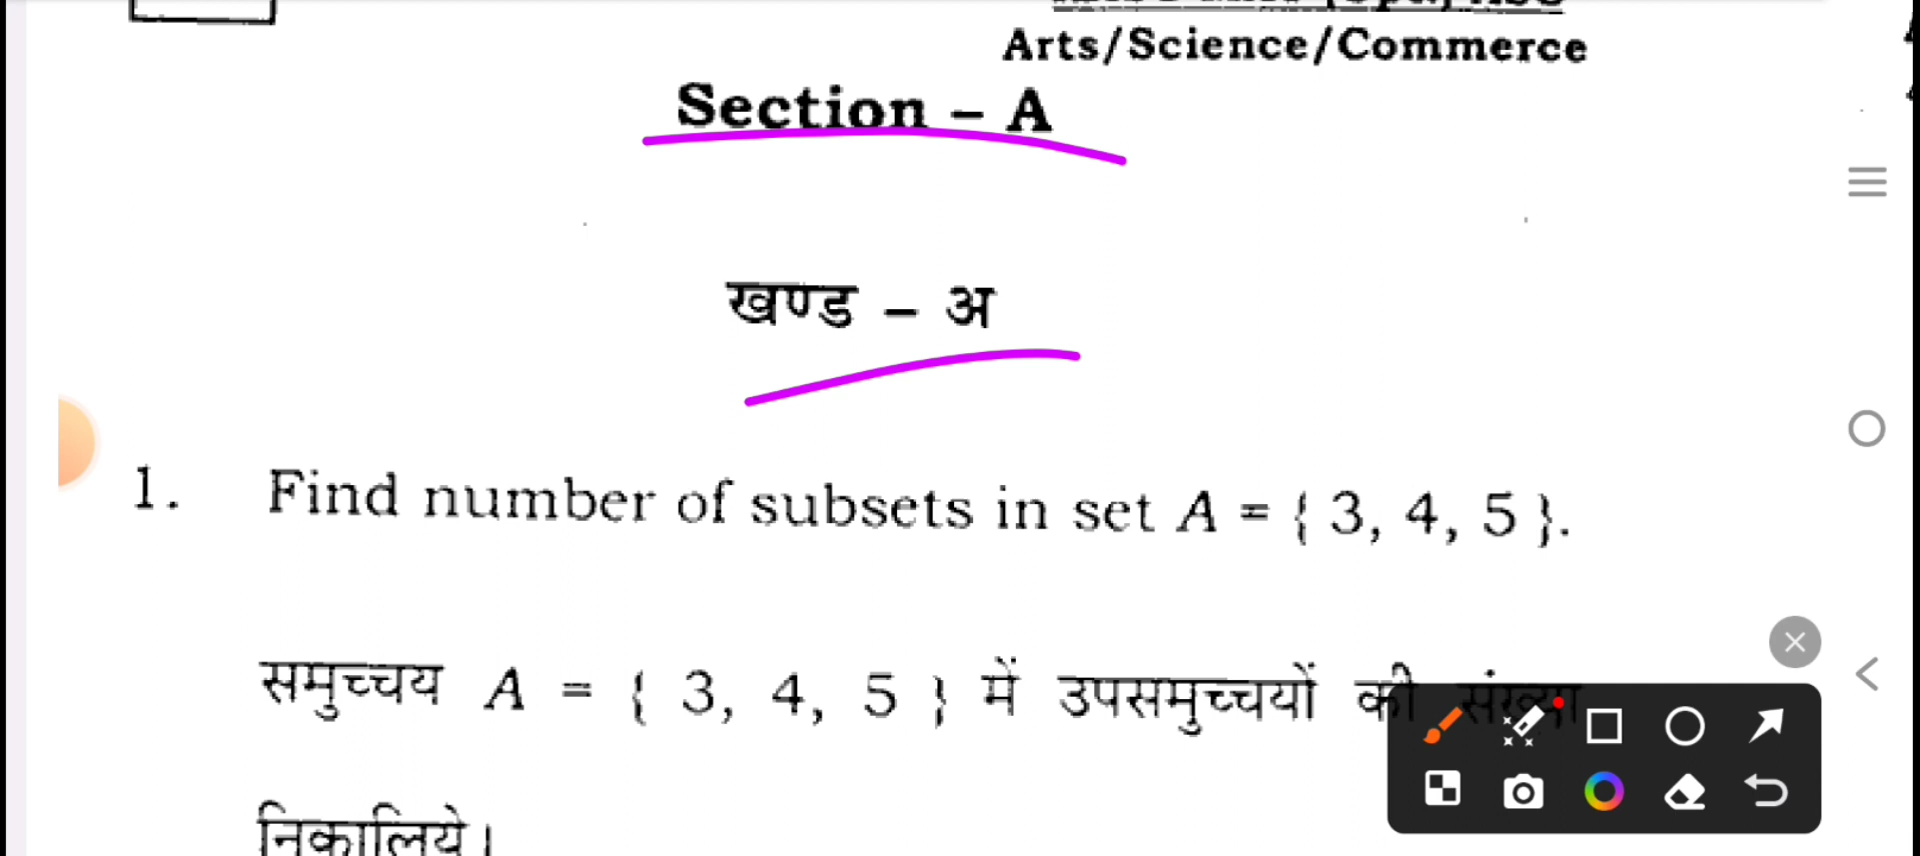 Arts/Science/Commerce
Section – A
खण्ड – अ
1. Find number of subsets in set A = { 3, 4, 5 }.
समुच्चय A = { 3, 4, 5 } में उपसमुच्चयों की संख्या
निकालिये।